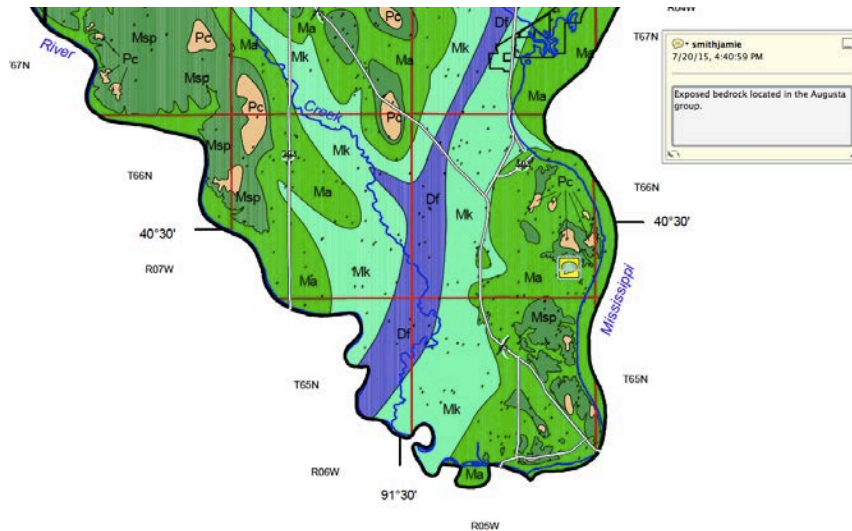 R04W
T67N
smithjamie
7/20/15, 4:40:59 PM
Exposed bedrock located in the Augusta
group.
River
T67N
Msp
Pc
Msp
Pc
Ma
Ma
Mk
Df
Ma
Ma
Pc
Pc
Creek
Msp
Mk
T66N
Msp
Ma
Df
Mk
Pc
T66N
40°30'
40°30'
R07W
Ma
Mk
Ma
Msp
Mississippi
Df
T65N
Mk
Ma
T65N
R06W
Ma
91°30'
R05W